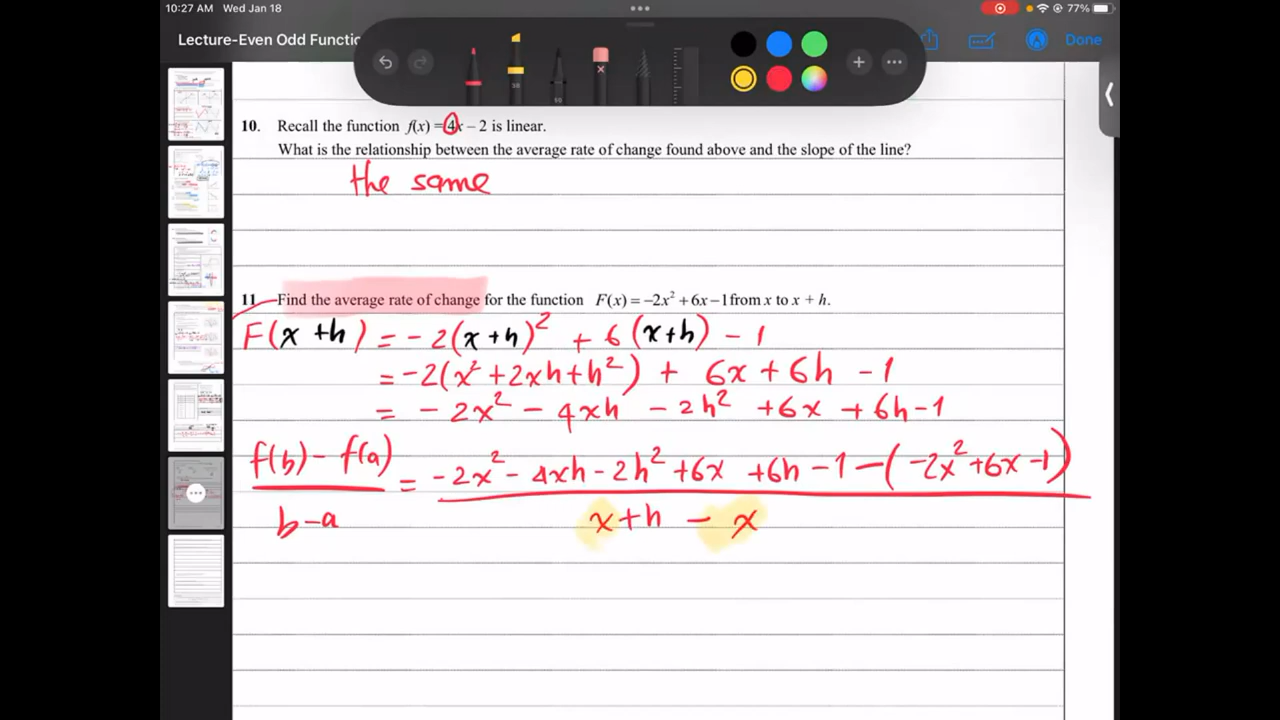 10:27 AM Wed Jan 18
77%
Lecture-Even Odd Functio
Done
10. Recall the function f(x) = 4x – 2 is linear.
What is the relationship between the average rate of change found above and the slope of the line?
the same
11 Find the average rate of change for the function F(x) = −2x² + 6x − 1 from x to x + h.
F(x + h) = −2(x + h)² + 6(x+h) − 1
= −2(x² + 2xh + h²) + 6x + 6h − 1
= − 2x² − 4xh − 2h² + 6x + 6h − 1
f(b) − f(a) / b − a = −2x² − 4xh − 2h² + 6x + 6h − 1 − (−2x² + 6x − 1) / x + h − x